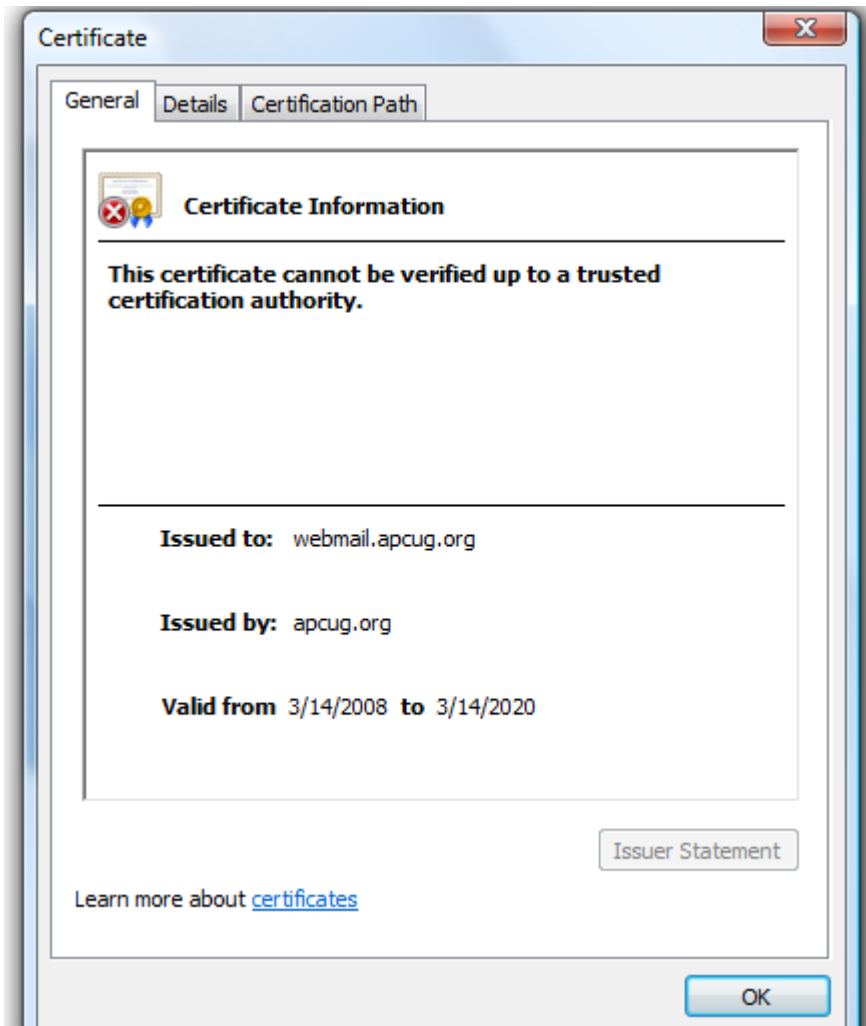 Certificate
General Details Certification Path
Certificate Information
This certificate cannot be verified up to a trusted
certification authority.
Issued to: webmail.apcug.org
Issued by: apcug.org
Valid from 3/14/2008 to 3/14/2020
Issuer Statement
Learn more about certificates
OK